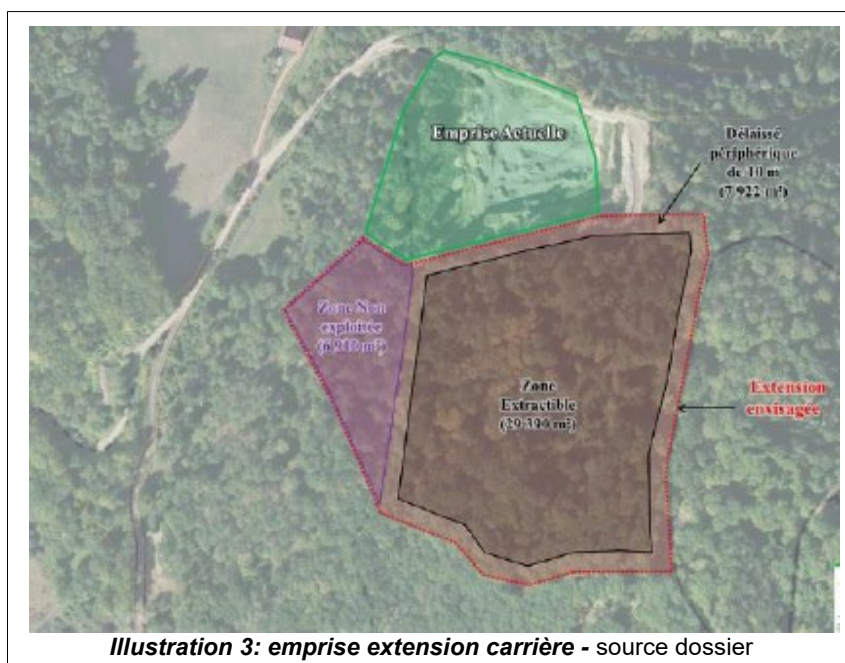 Emprise Actuelle
Délaissé
périphérique
de 10 m
(7 922 m²)
Zone Non
exploitée
Zone
Extractible
Extension
envisagée
Illustration 3: emprise extension carrière - source dossier